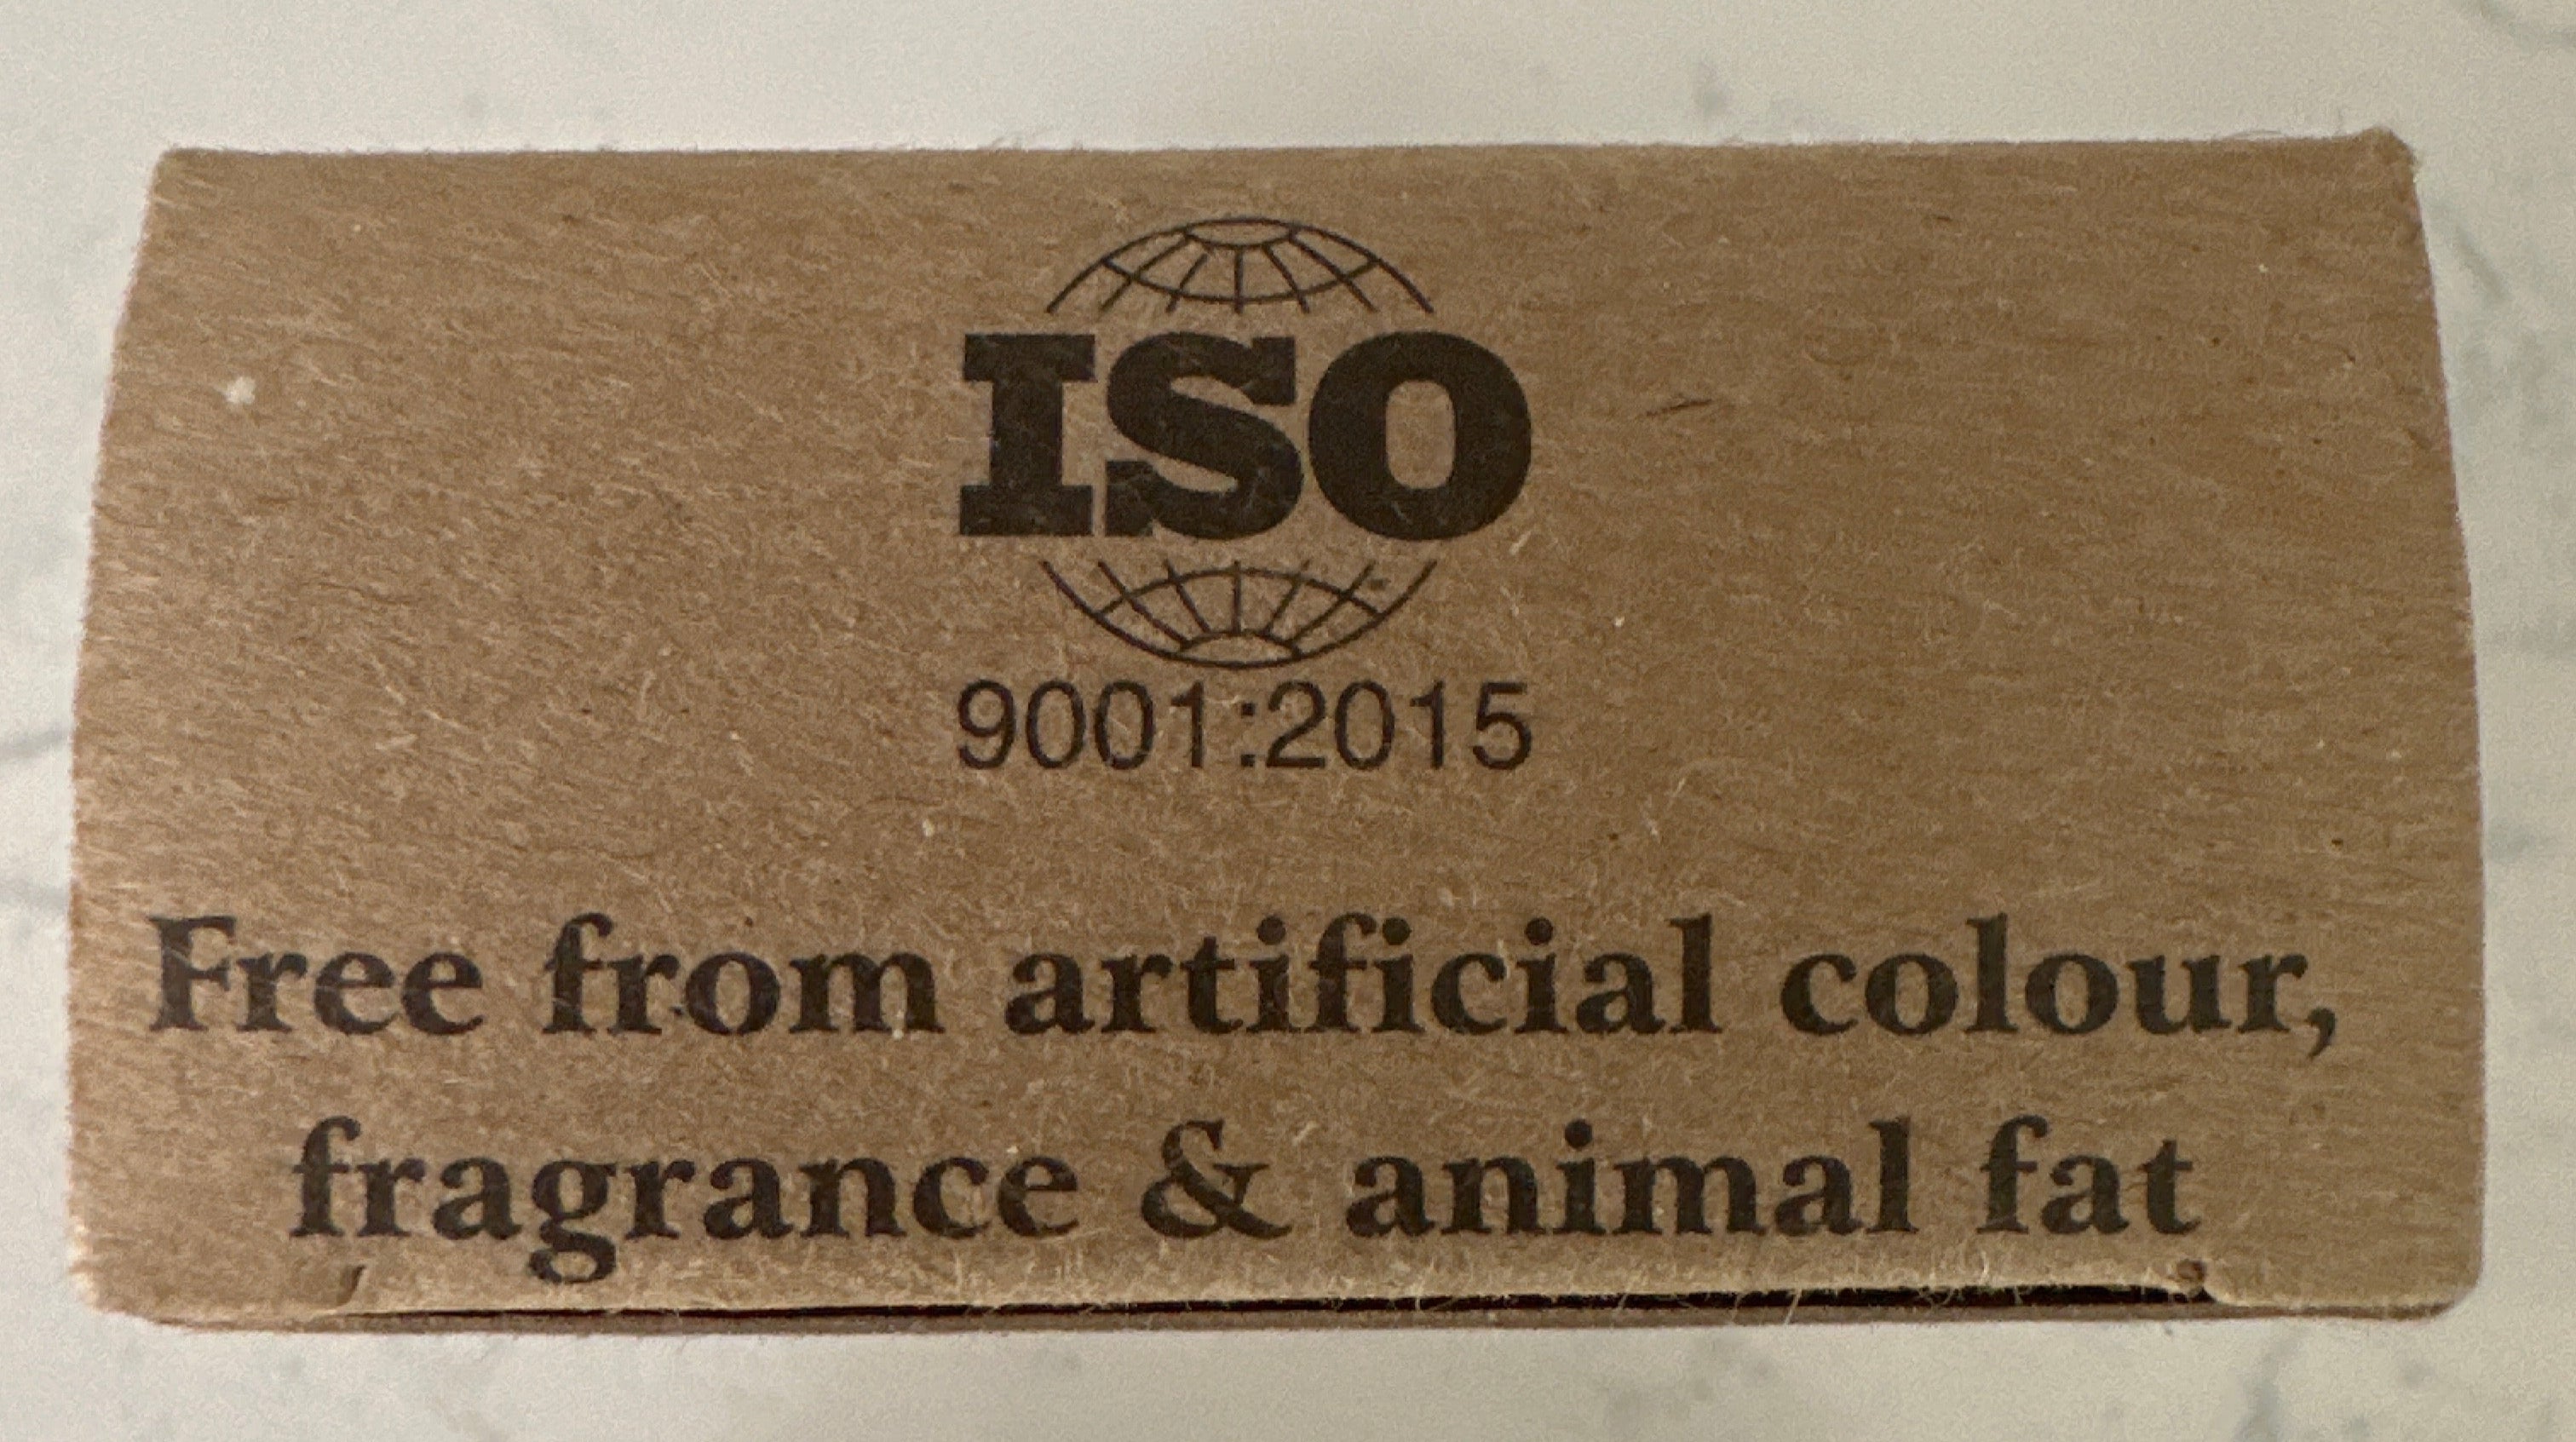 ISO
9001:2015
Free from artificial colour,
fragrance & animal fat